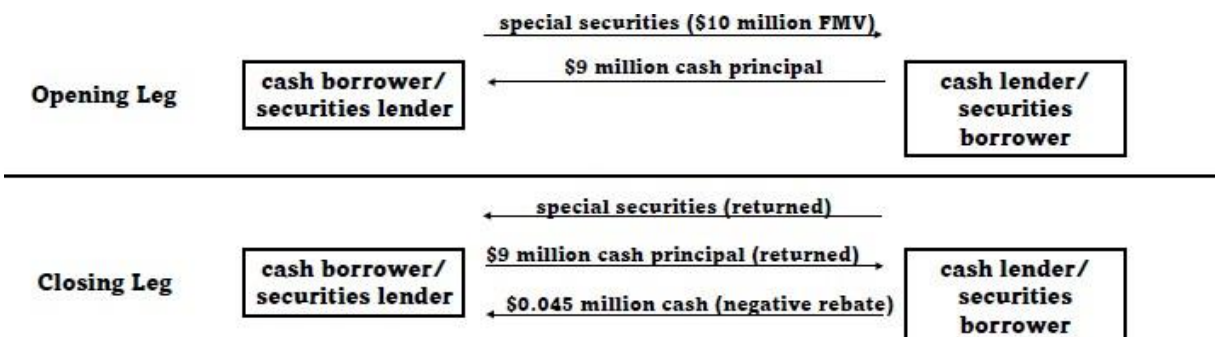 special securities ($10 million FMV)
$9 million cash principal
Opening Leg
cash borrower/
securities lender
cash lender/
securities
borrower
special securities (returned)
$9 million cash principal (returned)
$0.045 million cash (negative rebate)
Closing Leg
cash borrower/
securities lender
cash lender/
securities
borrower